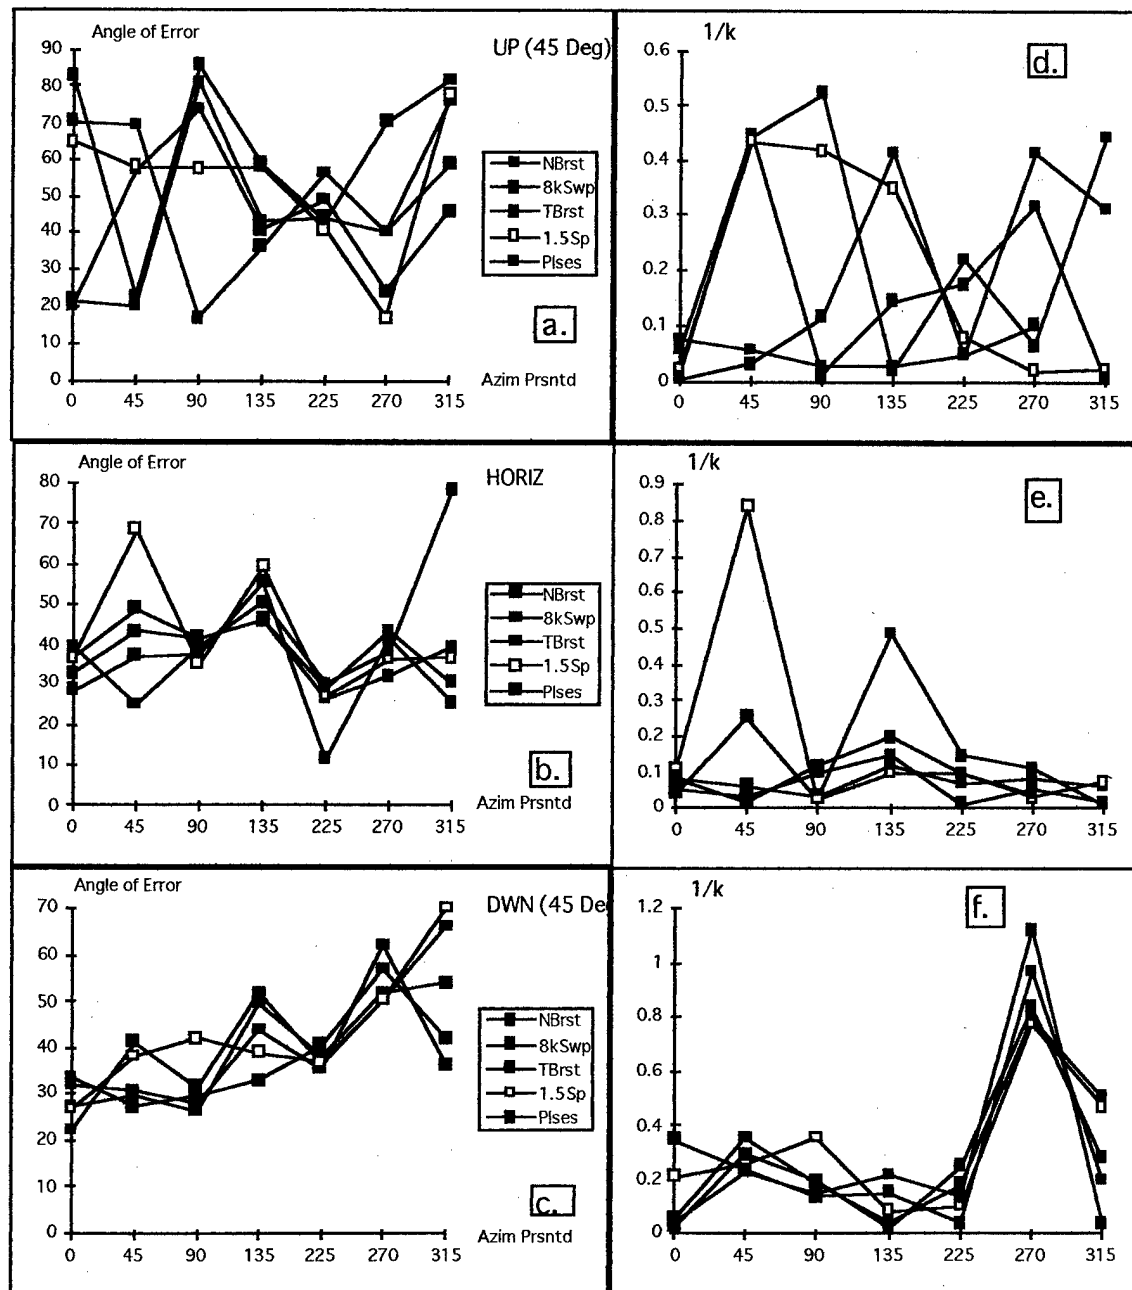 Angle of Error
UP (45 Deg)
90
80
70
60
50
40
30
20
10
0
0 45 90 135 225 270 315
Azim Prsntd
NBrst
8kSwp
TBrst
1.5Sp
Plses
a.
1/k
d.
0.6
0.5
0.4
0.3
0.2
0.1
0
0 45 90 135 225 270 315
Angle of Error
HORIZ
80
70
60
50
40
30
20
10
0
0 45 90 135 225 270 315
Azim Prsntd
NBrst
8kSwp
TBrst
1.5Sp
Plses
b.
1/k
e.
0.9
0.8
0.7
0.6
0.5
0.4
0.3
0.2
0.1
0
0 45 90 135 225 270 315
Angle of Error
DWN (45 De
70
60
50
40
30
20
10
0
0 45 90 135 225 270 315
Azim Prsntd
NBrst
8kSwp
TBrst
1.5Sp
Plses
c.
1/k
f.
1.2
1
0.8
0.6
0.4
0.2
0
0 45 90 135 225 270 315